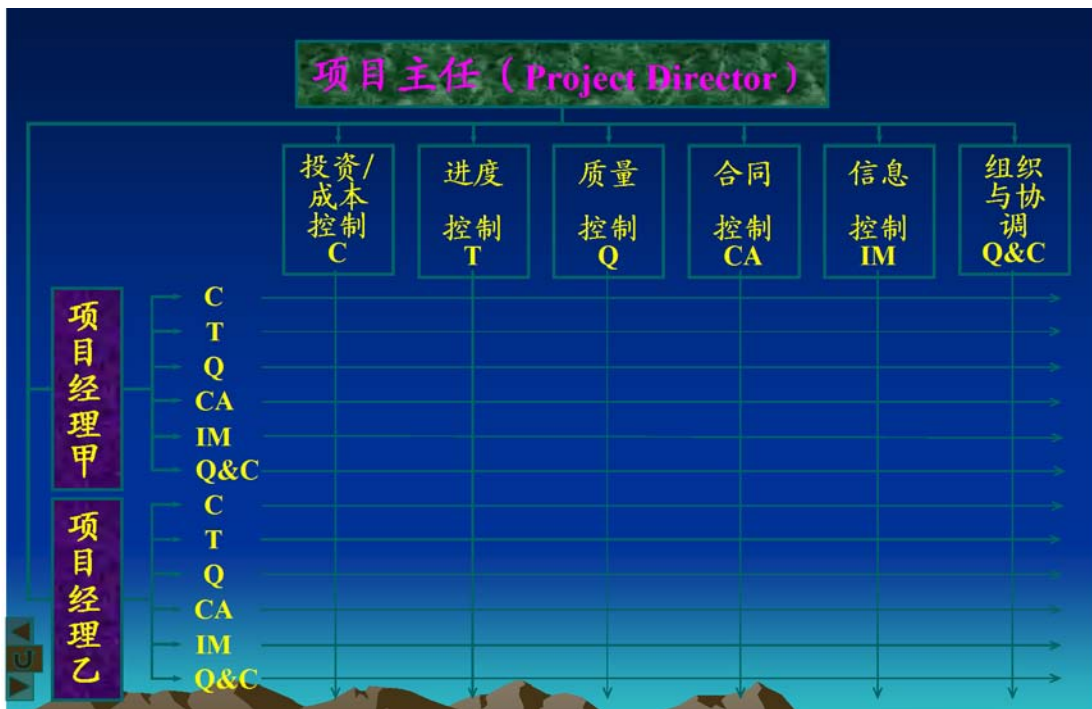 项目主任（Project Director）
投资/
成本
控制
C
进度
控制
T
质量
控制
Q
合同
控制
CA
信息
控制
IM
组织
与协
调
Q&C
项目经理甲
C
T
Q
CA
IM
Q&C
项目经理乙
C
T
Q
CA
IM
Q&C